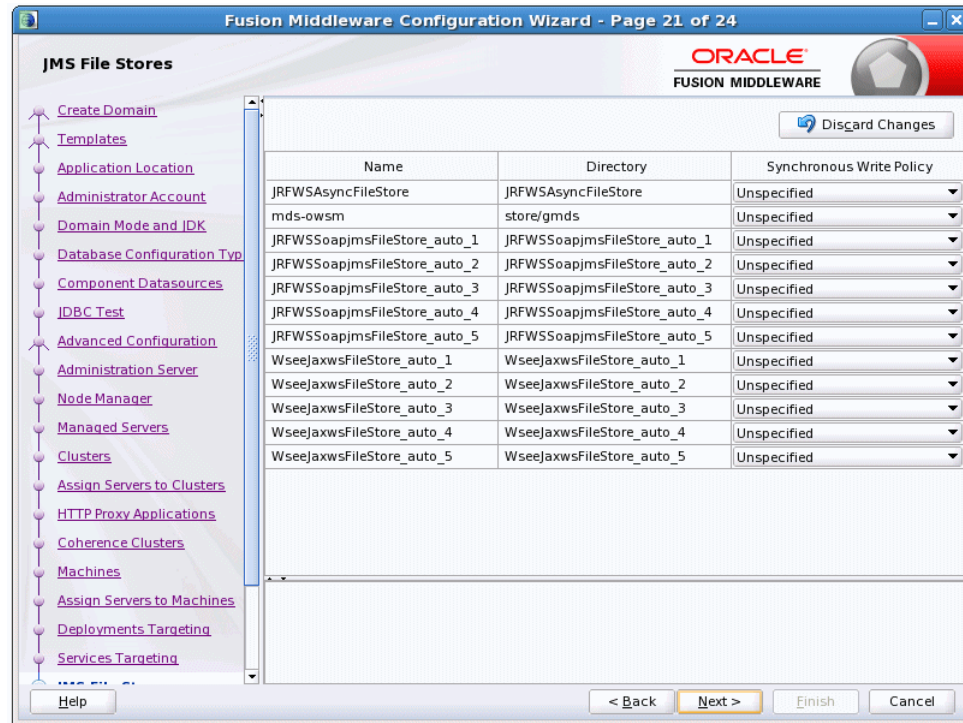 Fusion Middleware Configuration Wizard - Page 21 of 24
JMS File Stores
ORACLE
FUSION MIDDLEWARE
Create Domain
Templates
Application Location
Administrator Account
Domain Mode and JDK
Database Configuration Typ
Component Datasources
JDBC Test
Advanced Configuration
Administration Server
Node Manager
Managed Servers
Clusters
Assign Servers to Clusters
HTTP Proxy Applications
Coherence Clusters
Machines
Assign Servers to Machines
Deployments Targeting
Services Targeting
Discard Changes
Name Directory Synchronous Write Policy
JRFWSAsyncFileStore JRFWSAsyncFileStore Unspecified
mds-owsm store/gmds Unspecified
JRFWSSoapjmsFileStore_auto_1 JRFWSSoapjmsFileStore_auto_1 Unspecified
JRFWSSoapjmsFileStore_auto_2 JRFWSSoapjmsFileStore_auto_2 Unspecified
JRFWSSoapjmsFileStore_auto_3 JRFWSSoapjmsFileStore_auto_3 Unspecified
JRFWSSoapjmsFileStore_auto_4 JRFWSSoapjmsFileStore_auto_4 Unspecified
JRFWSSoapjmsFileStore_auto_5 JRFWSSoapjmsFileStore_auto_5 Unspecified
WseeJaxwsFileStore_auto_1 WseeJaxwsFileStore_auto_1 Unspecified
WseeJaxwsFileStore_auto_2 WseeJaxwsFileStore_auto_2 Unspecified
WseeJaxwsFileStore_auto_3 WseeJaxwsFileStore_auto_3 Unspecified
WseeJaxwsFileStore_auto_4 WseeJaxwsFileStore_auto_4 Unspecified
WseeJaxwsFileStore_auto_5 WseeJaxwsFileStore_auto_5 Unspecified
Help < Back Next > Finish Cancel